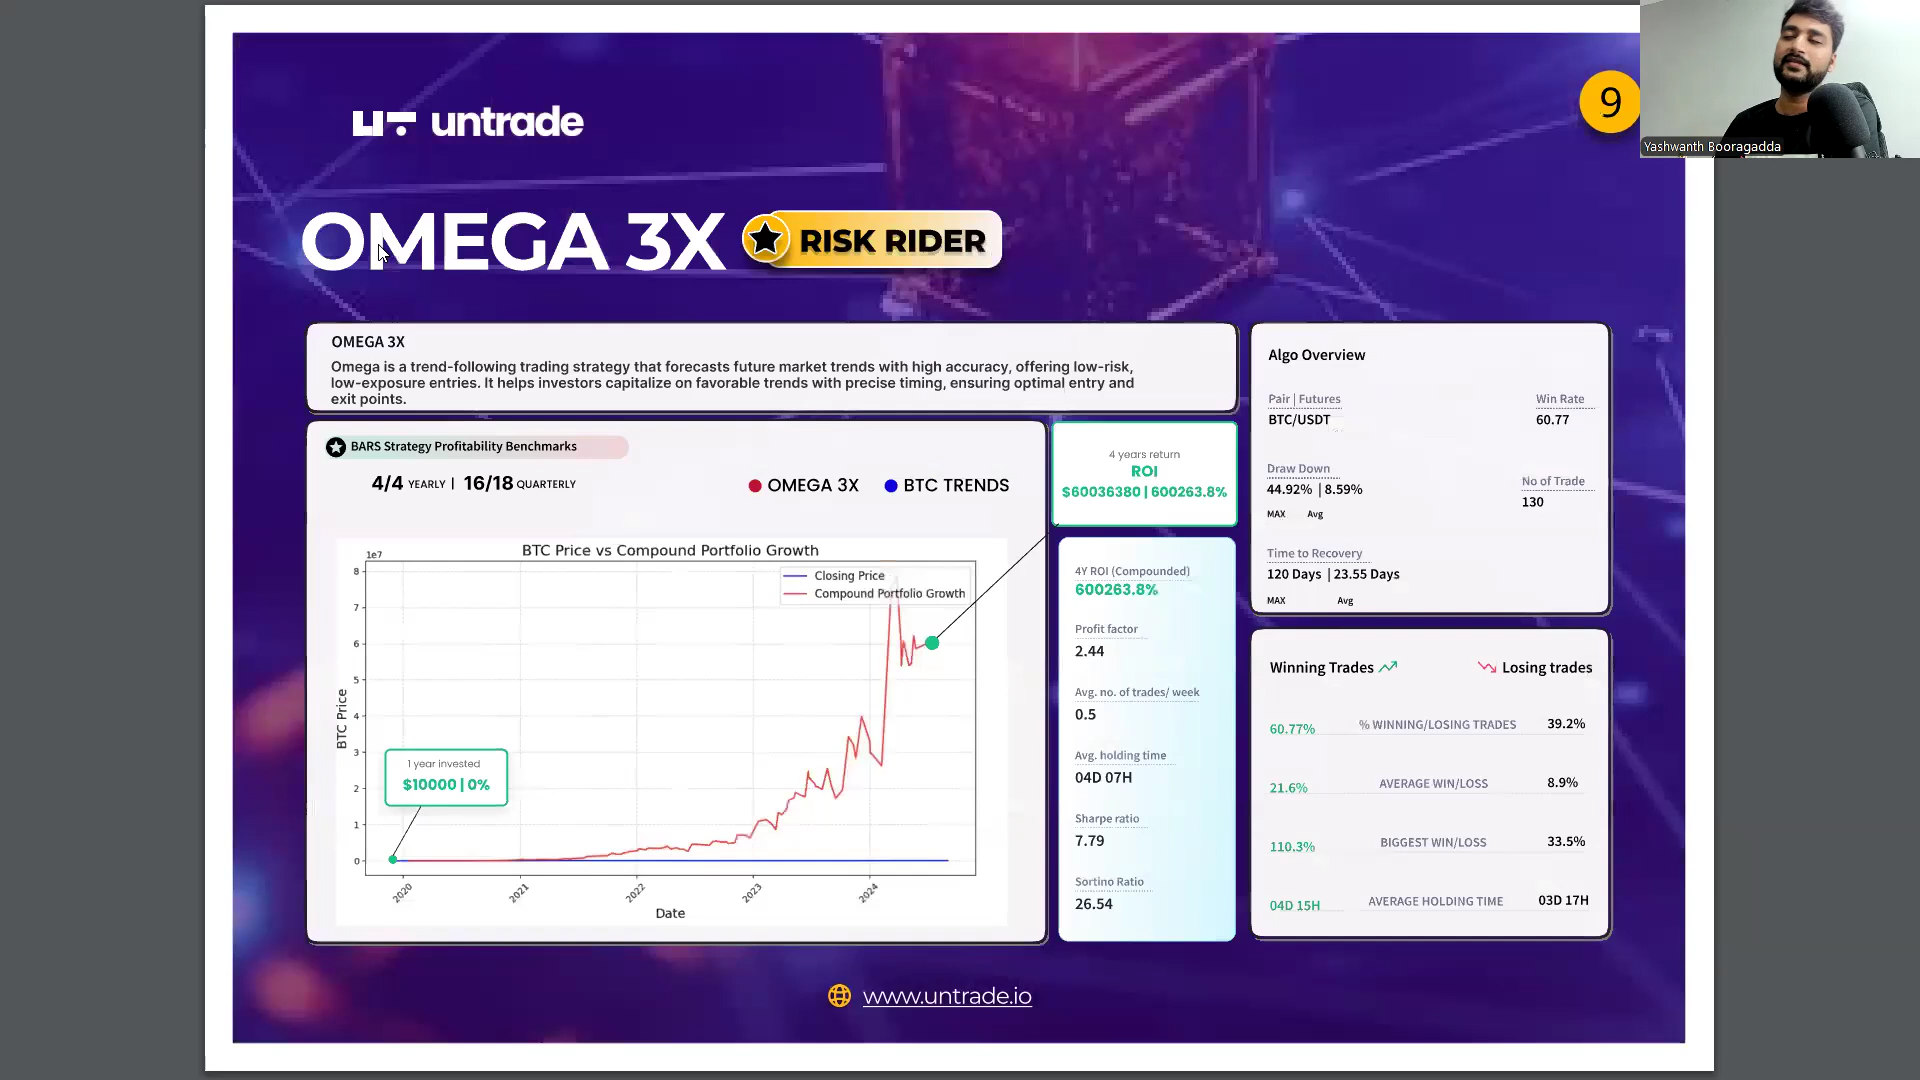 untrade
9
Yashwanth Booragadda
OMEGA 3X
RISK RIDER
OMEGA 3X
Omega is a trend-following trading strategy that forecasts future market trends with high accuracy, offering low-risk,
low-exposure entries. It helps investors capitalize on favorable trends with precise timing, ensuring optimal entry and
exit points.
BARS Strategy Profitability Benchmarks
4/4 YEARLY | 16/18 QUARTERLY
OMEGA 3X
BTC TRENDS
BTC Price vs Compound Portfolio Growth
1e7
Closing Price
Compound Portfolio Growth
8
7
6
5
4
3
2
1
0
BTC Price
1 year invested
$10000 | 0%
2020
2021
2022
2023
2024
Date
4 years return
ROI
$60036380 | 600263.8%
4Y ROI (Compounded)
600263.8%
Profit factor
2.44
Avg. no. of trades/ week
0.5
Avg. holding time
04D 07H
Sharpe ratio
7.79
Sortino Ratio
26.54
Algo Overview
Pair | Futures
BTC/USDT
Win Rate
60.77
Draw Down
44.92% | 8.59%
MAX Avg
No of Trade
130
Time to Recovery
120 Days | 23.55 Days
MAX Avg
Winning Trades
Losing trades
60.77% % WINNING/LOSING TRADES 39.2%
21.6% AVERAGE WIN/LOSS 8.9%
110.3% BIGGEST WIN/LOSS 33.5%
04D 15H AVERAGE HOLDING TIME 03D 17H
www.untrade.io